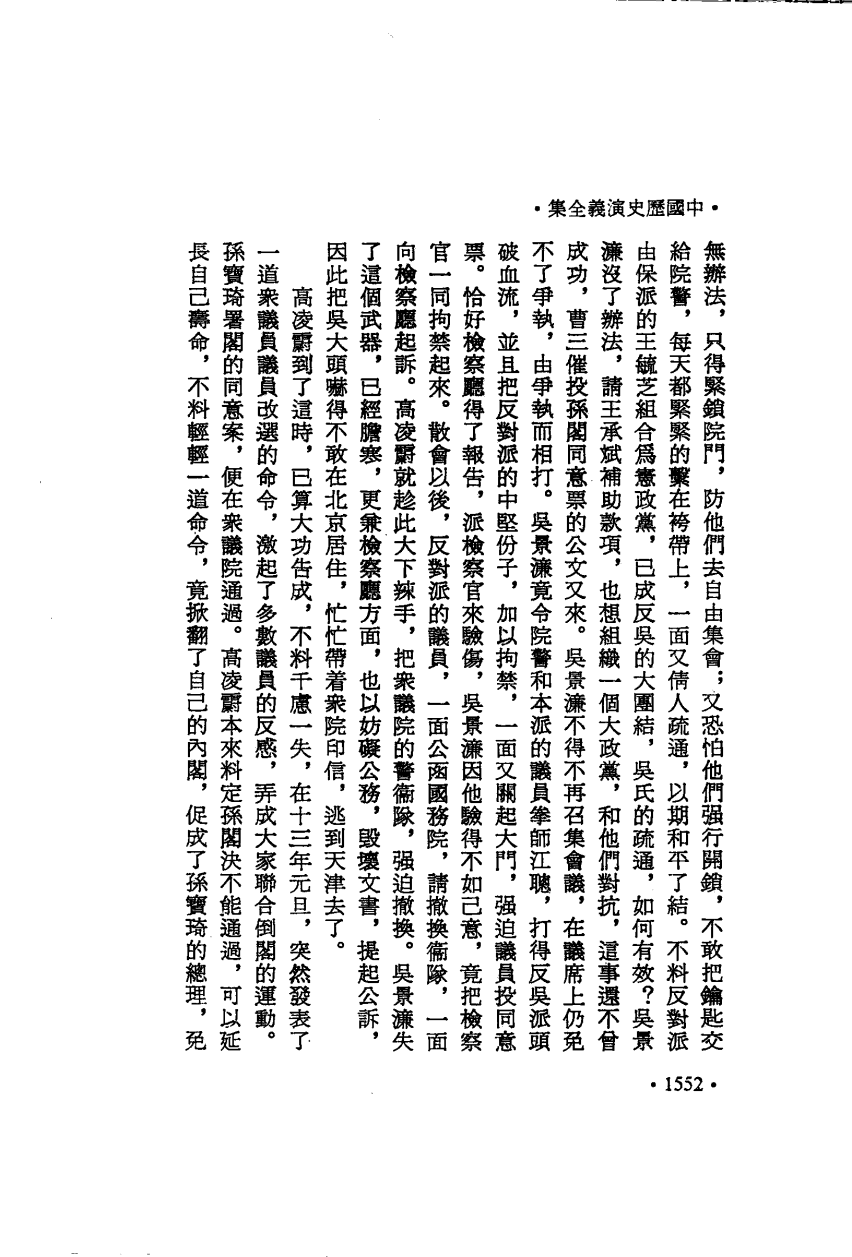 ·中國歷史演義全集·
無辦法，只得緊鎖院門，防他們去自由集會；又恐怕他們强行開鎖，不敢把鑰匙交
給院警，每天都緊緊的繫在袴帶上，一面又倩人疏通，以期和平了結。不料反對派
由保派的王毓芝組合爲憲政黨，已成反吳的大團結，吳氏的疏通，如何有效？吳景
濂沒了辦法，請王承斌補助款項，也想組織一個大政黨，和他們對抗，這事還不曾
成功，曹三催投孫閣同意票的公文又來。吳景濂不得不再召集會議，在議席上仍免
不了爭執，由爭執而相打。吳景濂竟令院警和本派的議員拳師江聰，打得反吳派頭
破血流，並且把反對派的中堅份子，加以拘禁，一面又關起大門，强迫議員投同意
票。恰好檢察廳得了報告，派檢察官來驗傷，吳景濂因他驗得不如己意，竟把檢察
官一同拘禁起來。散會以後，反對派的議員，一面公函國務院，請撤換衞隊，一面
向檢察廳起訴。高凌霨就趁此大下辣手，把衆議院的警衞隊，强迫撤換。吳景濂失
了這個武器，已經膽寒，更兼檢察廳方面，也以妨礙公務，毀壞文書，提起公訴，
因此把吳大頭嚇得不敢在北京居住，忙忙帶着衆院印信，逃到天津去了。
高凌霨到了這時，已算大功告成，不料千慮一失，在十三年元旦，突然發表了
一道衆議員議員改選的命令，激起了多數議員的反感，弄成大家聯合倒閣的運動。
孫寶琦署閣的同意案，便在衆議院通過。高凌霨本來料定孫閣決不能通過，可以延
長自己壽命，不料輕輕一道命令，竟掀翻了自己的內閣，促成了孫寶琦的總理，免
·1552·